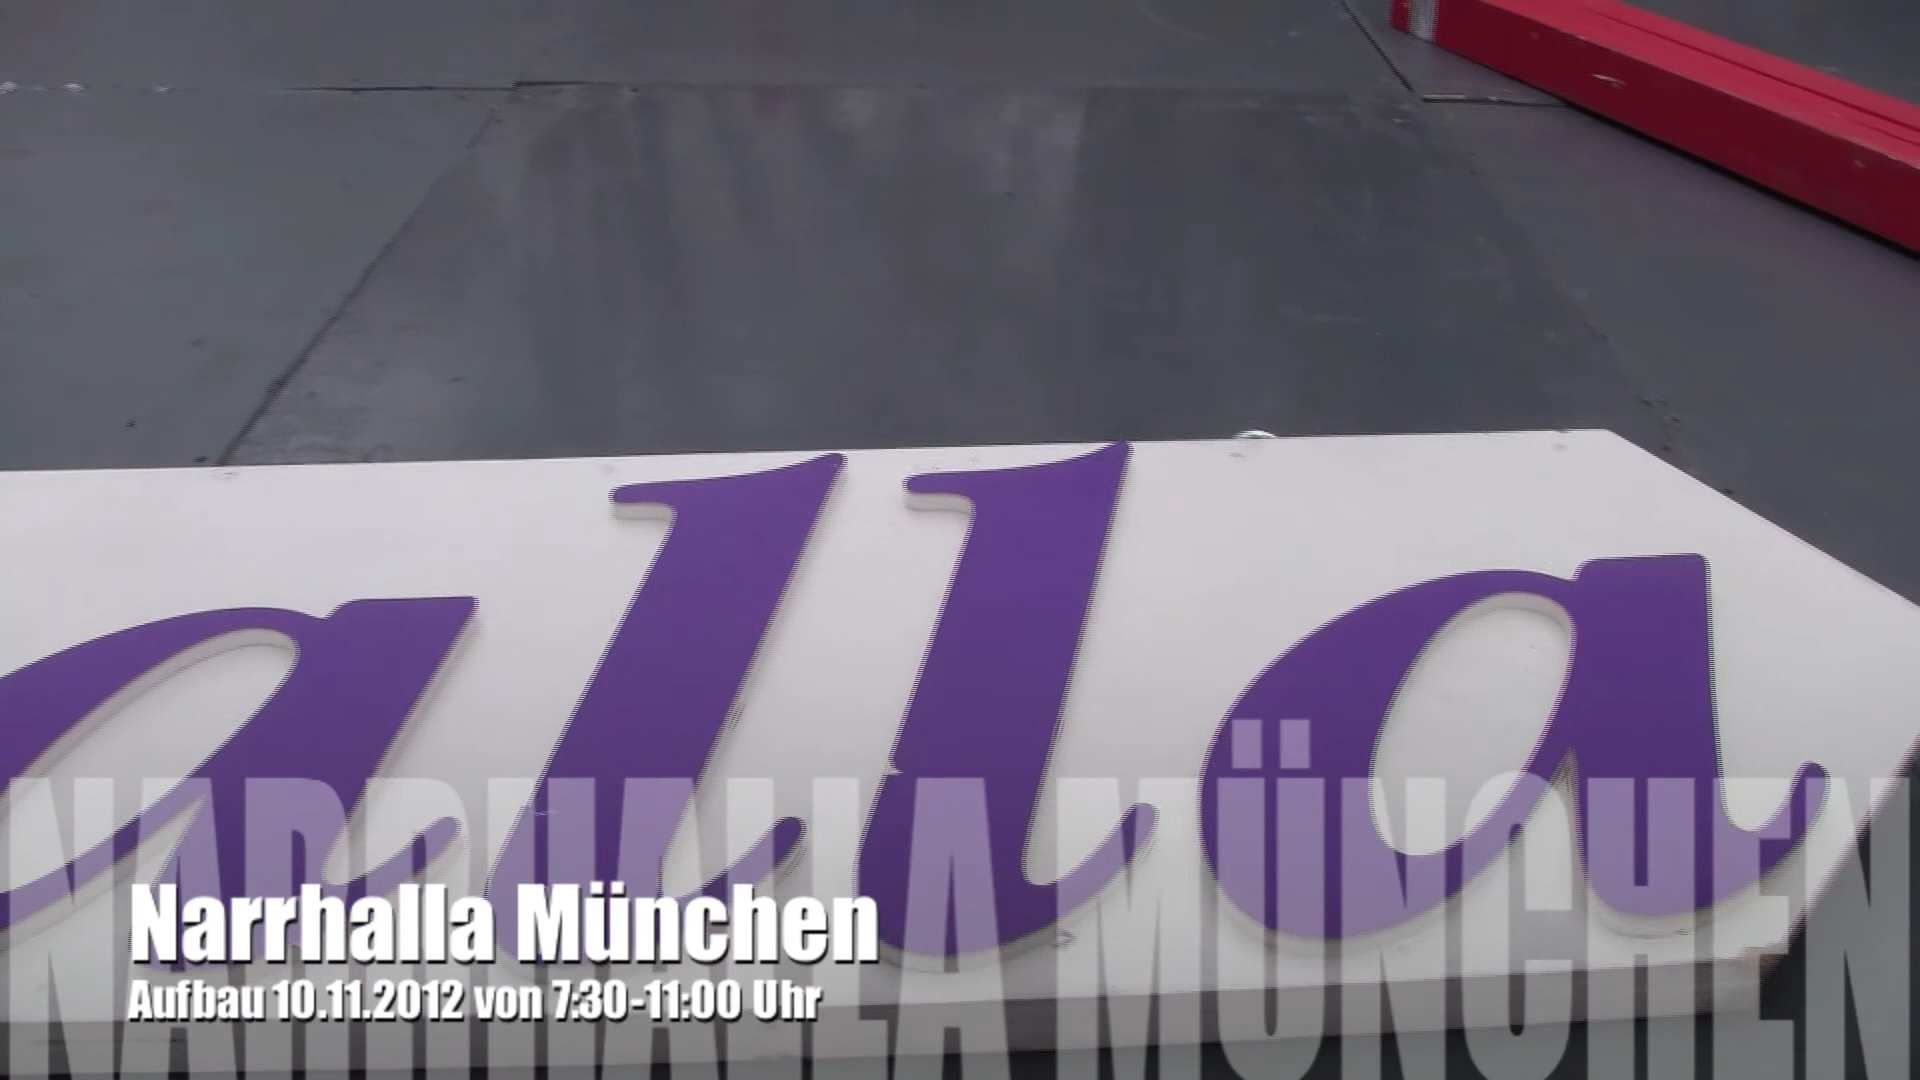 alla
NARRHALLA MÜNCHEN
Narrhalla München
Aufbau 10.11.2012 von 7:30-11:00 Uhr